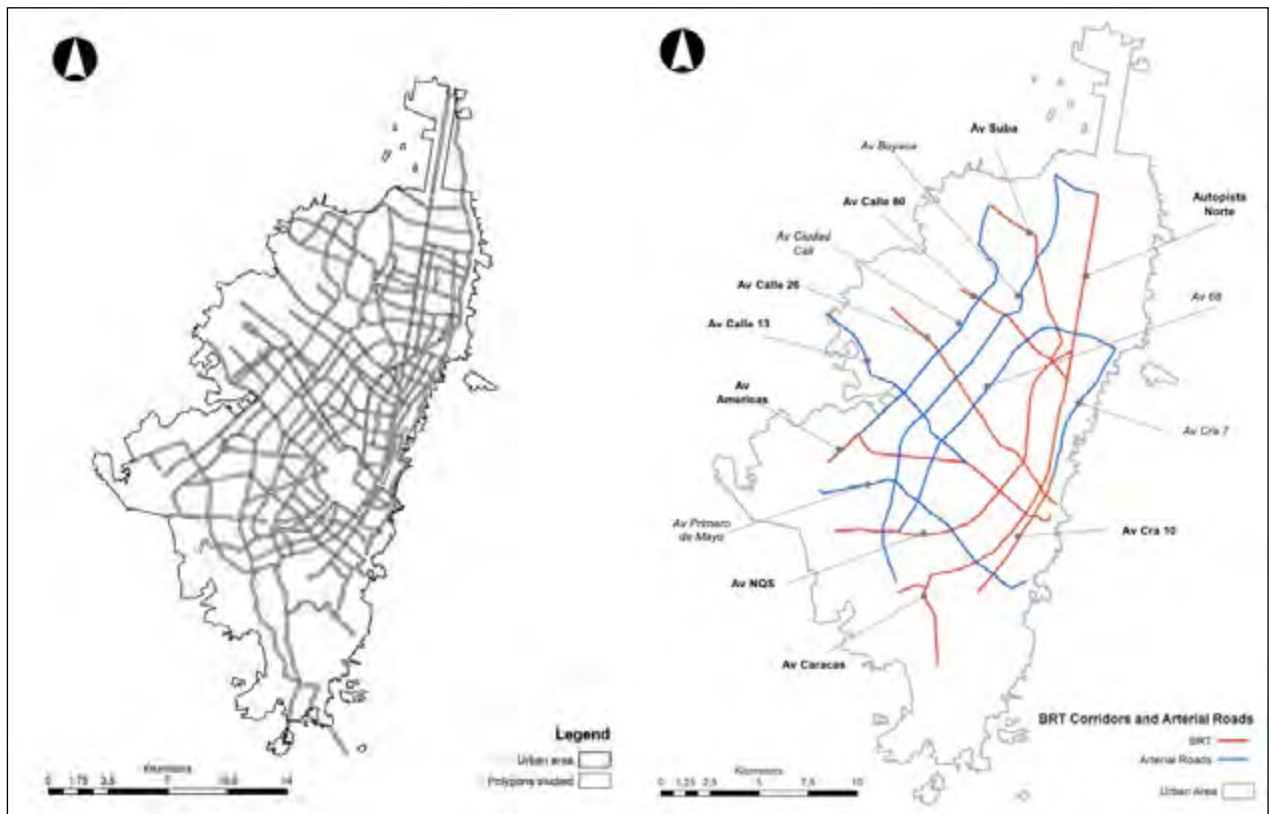 Legend
Urban area
Polygons studied
Kilometers
0 1.75 3.5 7 10.5 14
Av Suba
Av Boyaca
Av Calle 80
Autopista
Norte
Av Ciudad
Cali
Av Calle 26
Av 68
Av Calle 13
Av
Americas
Av Cra 7
Av Primero
de Mayo
Av Cra 10
Av NQS
Av Caracas
BRT Corridors and Arterial Roads
BRT
Arterial Roads
Urban Area
Kilometers
0 1.25 2.5 5 7.5 10